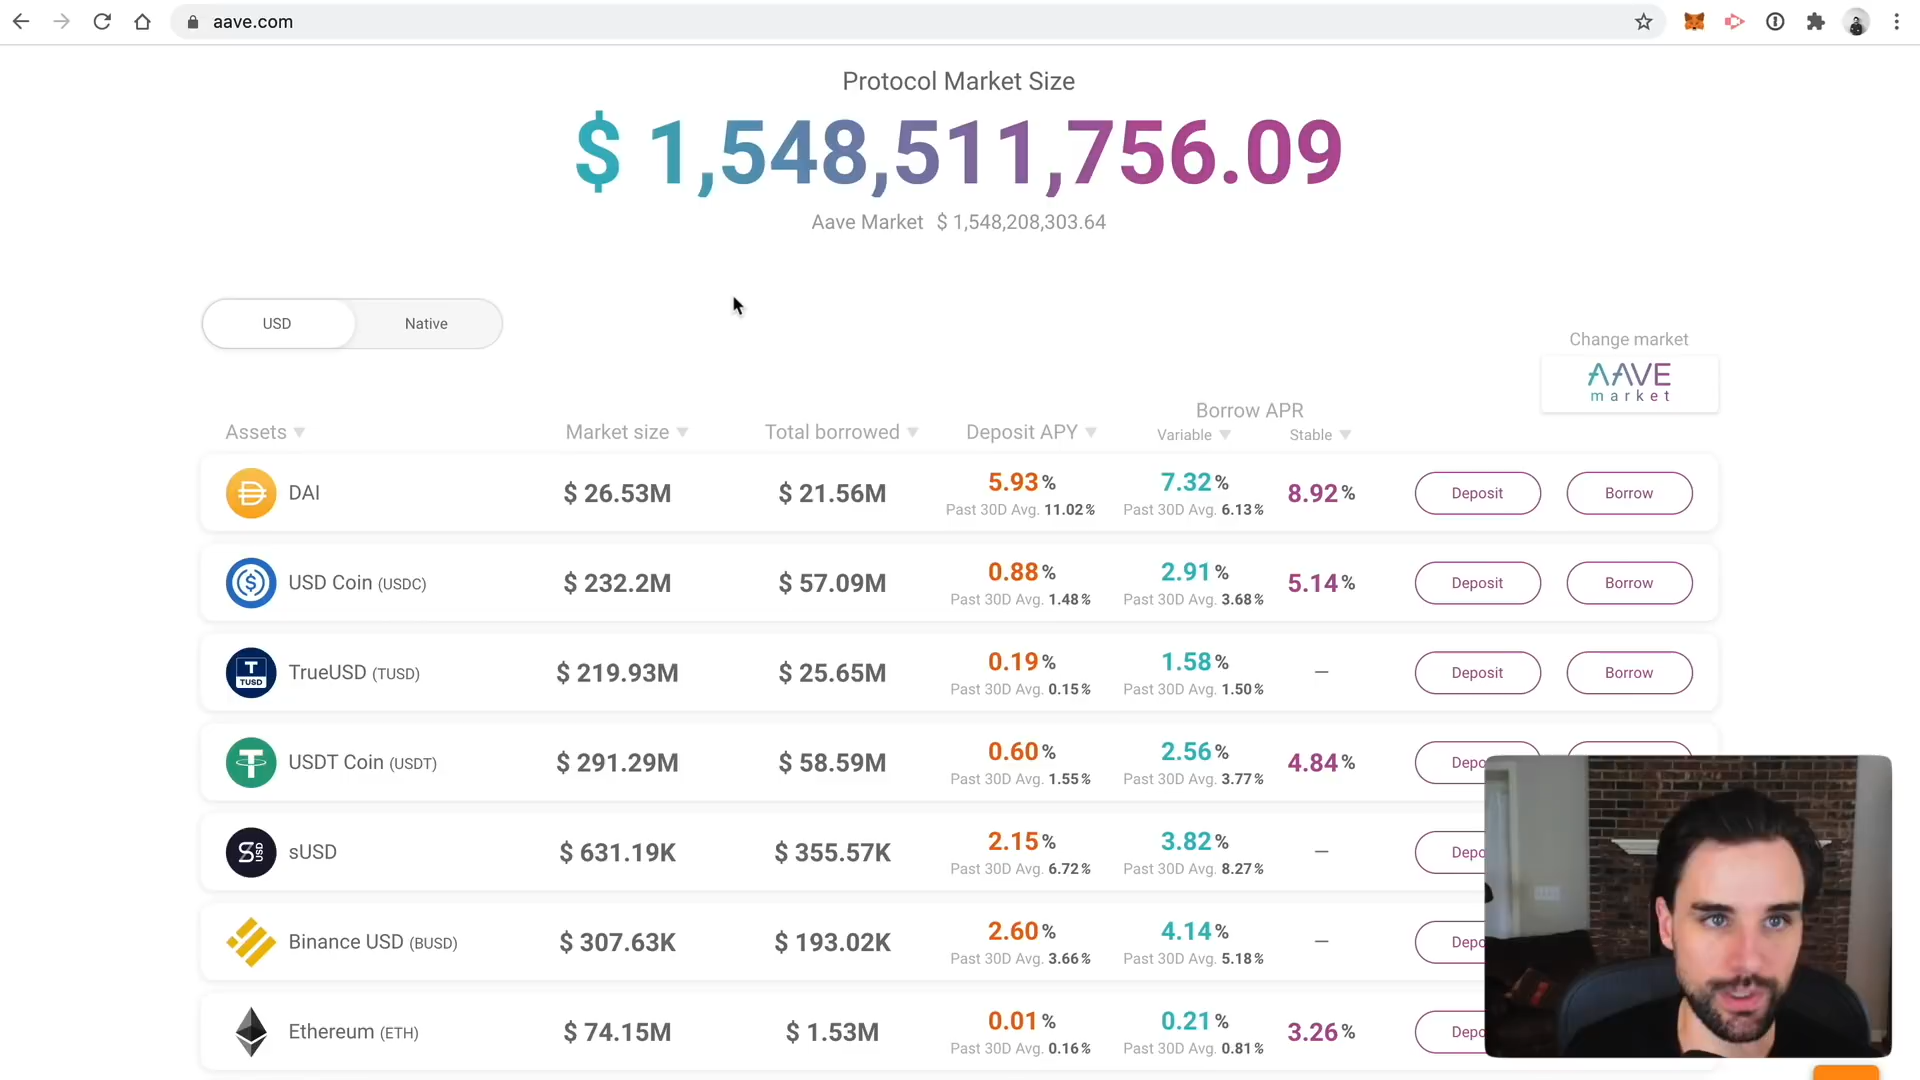 aave.com
Protocol Market Size
$ 1,548,511,756.09
Aave Market $ 1,548,208,303.64
USD Native
Change market
AAVE
market
Borrow APR
Assets Market size Total borrowed Deposit APY Variable Stable
DAI $ 26.53M $ 21.56M 5.93 % 7.32 % 8.92 % Deposit Borrow
Past 30D Avg. 11.02 % Past 30D Avg. 6.13 %
USD Coin (USDC) $ 232.2M $ 57.09M 0.88 % 2.91 % 5.14 % Deposit Borrow
Past 30D Avg. 1.48 % Past 30D Avg. 3.68 %
T
TUSD
TrueUSD (TUSD) $ 219.93M $ 25.65M 0.19 % 1.58 % — Deposit Borrow
Past 30D Avg. 0.15 % Past 30D Avg. 1.50 %
USDT Coin (USDT) $ 291.29M $ 58.59M 0.60 % 2.56 % 4.84 % Depo
Past 30D Avg. 1.55 % Past 30D Avg. 3.77 %
S USD
sUSD $ 631.19K $ 355.57K 2.15 % 3.82 % — Depo
Past 30D Avg. 6.72 % Past 30D Avg. 8.27 %
Binance USD (BUSD) $ 307.63K $ 193.02K 2.60 % 4.14 % — Depo
Past 30D Avg. 3.66 % Past 30D Avg. 5.18 %
Ethereum (ETH) $ 74.15M $ 1.53M 0.01 % 0.21 % 3.26 % Depo
Past 30D Avg. 0.16 % Past 30D Avg. 0.81 %